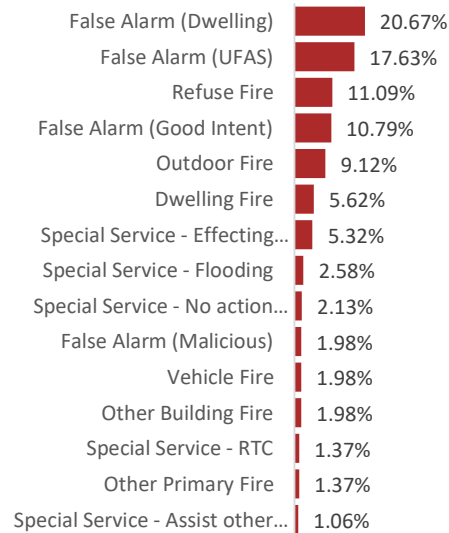 False Alarm (Dwelling) 20.67%
False Alarm (UFAS) 17.63%
Refuse Fire 11.09%
False Alarm (Good Intent) 10.79%
Outdoor Fire 9.12%
Dwelling Fire 5.62%
Special Service - Effecting... 5.32%
Special Service - Flooding 2.58%
Special Service - No action... 2.13%
False Alarm (Malicious) 1.98%
Vehicle Fire 1.98%
Other Building Fire 1.98%
Special Service - RTC 1.37%
Other Primary Fire 1.37%
Special Service - Assist other... 1.06%